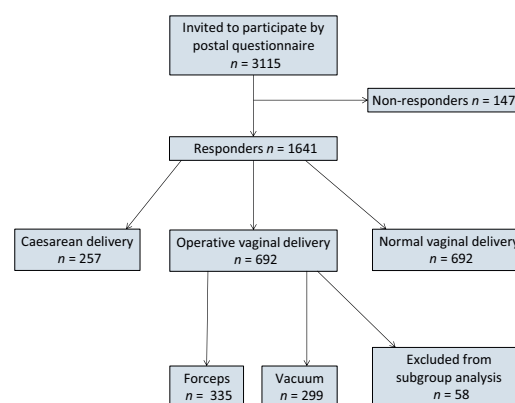 Invited to participate by
postal questionnaire
n = 3115
Non-responders n = 147
Responders n = 1641
Caesarean delivery
n = 257
Operative vaginal delivery
n = 692
Normal vaginal delivery
n = 692
Forceps
n = 335
Vacuum
n = 299
Excluded from
subgroup analysis
n = 58